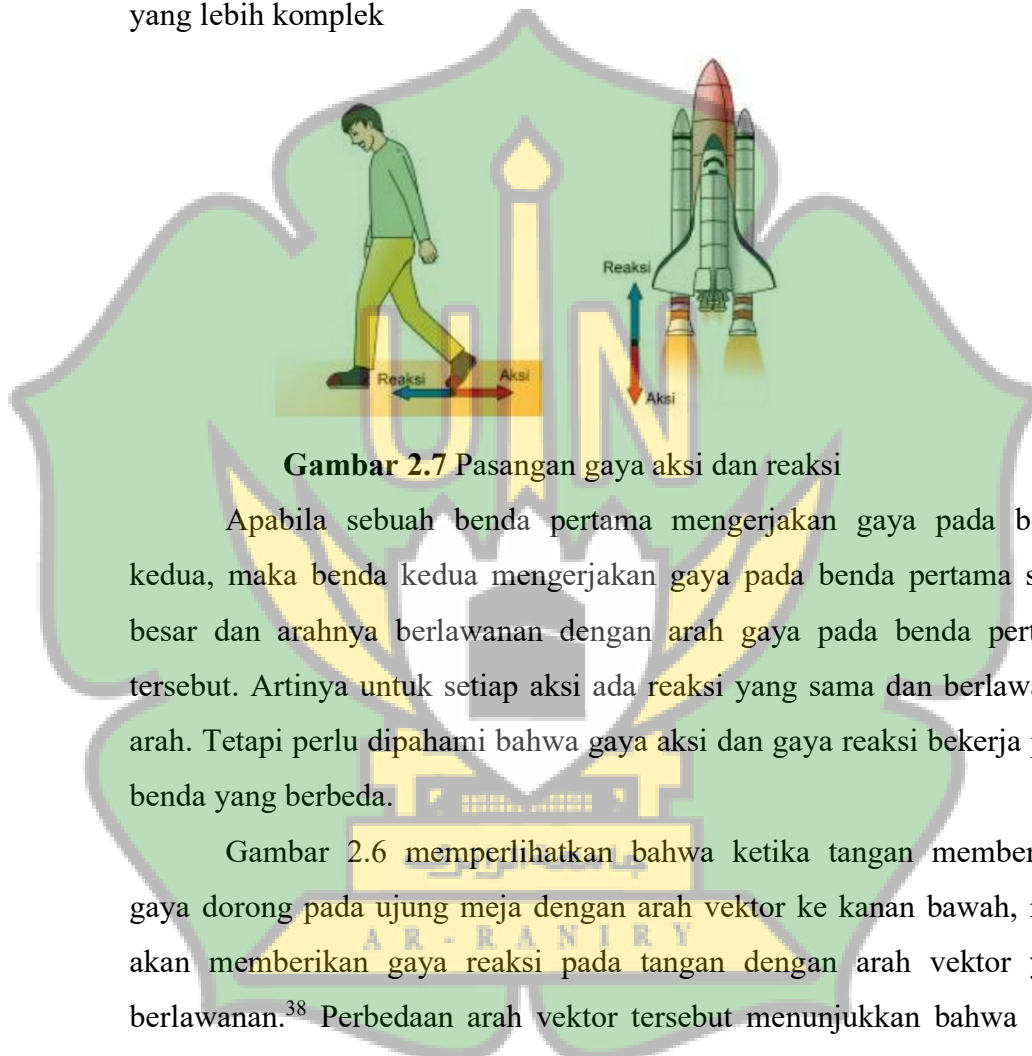 yang lebih komplek
Reaksi
Aksi
Reaksi
Aksi
UIN
Gambar 2.7 Pasangan gaya aksi dan reaksi
Apabila sebuah benda pertama mengerjakan gaya pada b
kedua, maka benda kedua mengerjakan gaya pada benda pertama s
besar dan arahnya berlawanan dengan arah gaya pada benda pert
tersebut. Artinya untuk setiap aksi ada reaksi yang sama dan berlawa
arah. Tetapi perlu dipahami bahwa gaya aksi dan gaya reaksi bekerja p
benda yang berbeda.
Gambar 2.6 memperlihatkan bahwa ketika tangan member
جامعة الرانيري
gaya dorong pada ujung meja dengan arah vektor ke kanan bawah, 
AR-RANIRY
akan memberikan gaya reaksi pada tangan dengan arah vektor y
berlawanan.38 Perbedaan arah vektor tersebut menunjukkan bahwa